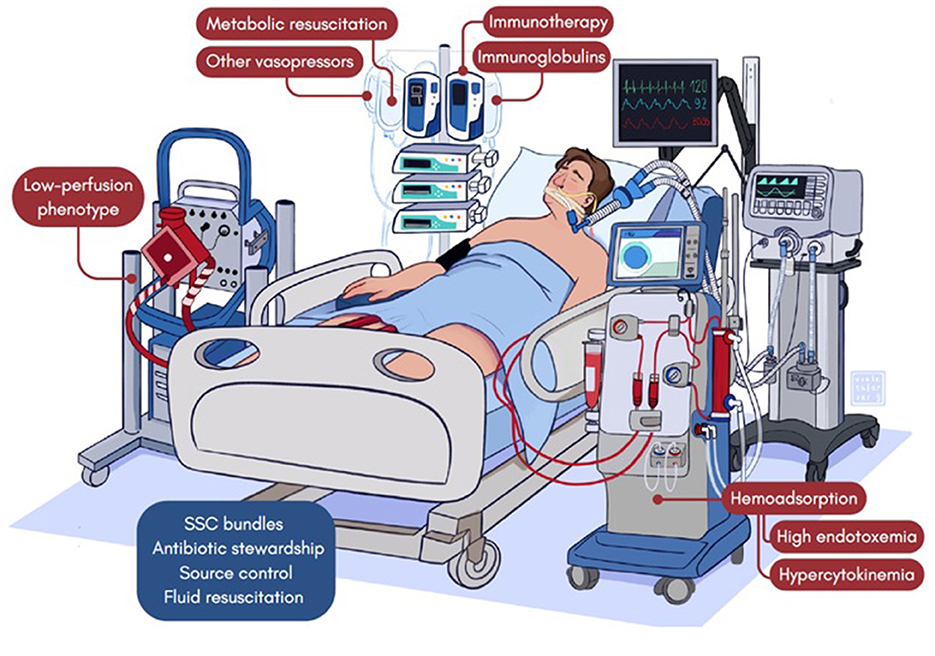 Metabolic resuscitation
Immunotherapy
Other vasopressors
Immunoglobulins
120
92
Low-perfusion
phenotype
SSC bundles
Antibiotic stewardship
Source control
Fluid resuscitation
Hemoadsorption
High endotoxemia
Hypercytokinemia